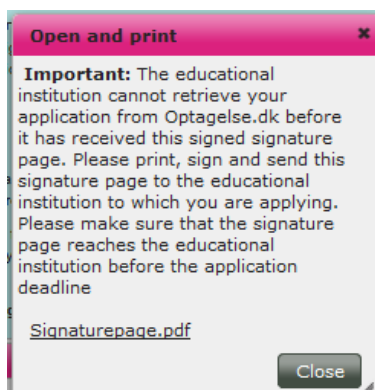 Open and print
Important: The educational
institution cannot retrieve your
application from Optagelse.dk before
it has received this signed signature
page. Please print, sign and send this
signature page to the educational
institution to which you are applying.
Please make sure that the signature
page reaches the educational
institution before the application
deadline
Signaturepage.pdf
Close